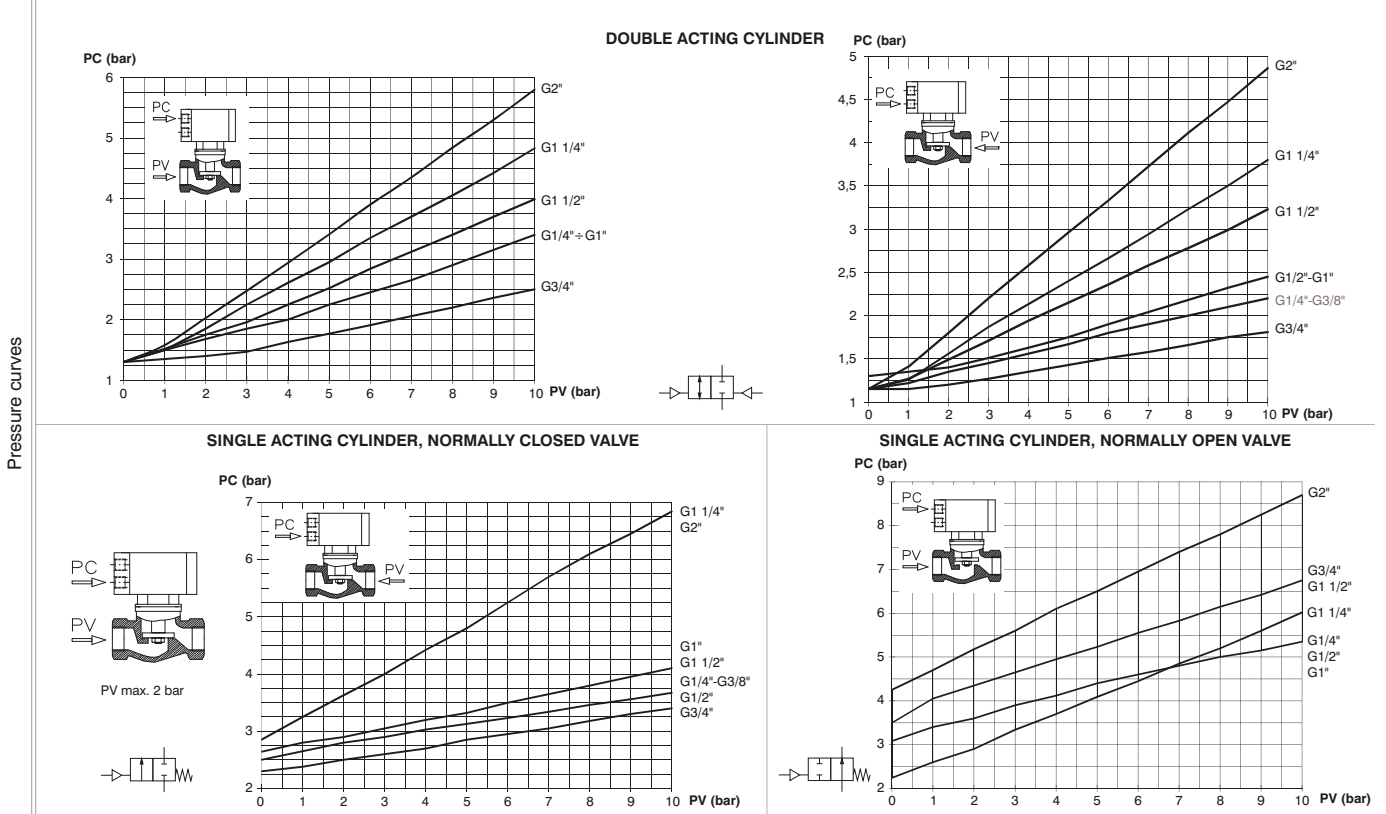 Pressure curves
DOUBLE ACTING CYLINDER
PC (bar)
6
5
4
3
2
1
0 1 2 3 4 5 6 7 8 9 10 PV (bar)
PC
PV
G2"
G1 1/4"
G1 1/2"
G1/4"÷G1"
G3/4"
PC (bar)
5
4,5
4
3,5
3
2,5
2
1,5
1
0 1 2 3 4 5 6 7 8 9 10 PV (bar)
PC
PV
G2"
G1 1/4"
G1 1/2"
G1/2"-G1"
G1/4"-G3/8"
G3/4"
SINGLE ACTING CYLINDER, NORMALLY CLOSED VALVE
PC
PV
PV max. 2 bar
PC (bar)
7
6
5
4
3
2
0 1 2 3 4 5 6 7 8 9 10 PV (bar)
PC
PV
G1 1/4"
G2"
G1"
G1 1/2"
G1/4"-G3/8"
G1/2"
G3/4"
SINGLE ACTING CYLINDER, NORMALLY OPEN VALVE
PC (bar)
9
8
7
6
5
4
3
2
0 1 2 3 4 5 6 7 8 9 10 PV (bar)
PC
PV
G2"
G3/4"
G1 1/2"
G1 1/4"
G1/4"
G1/2"
G1"